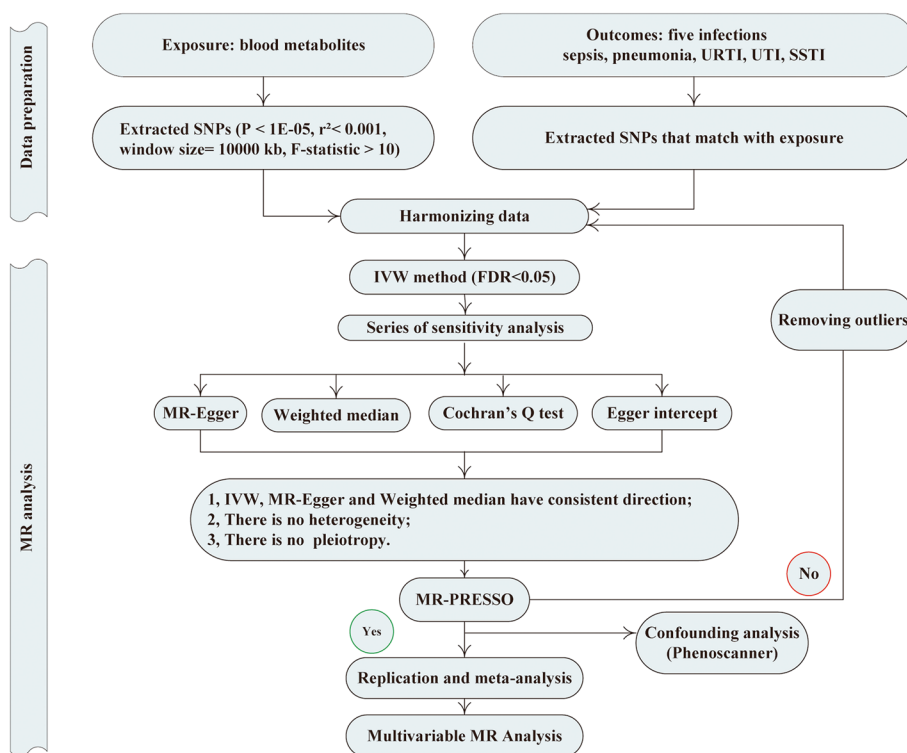 Data preparation
Exposure: blood metabolites
Outcomes: five infections
sepsis, pneumonia, URTI, UTI, SSTI
Extracted SNPs (P < 1E-05, r²< 0.001,
window size= 10000 kb, F-statistic > 10)
Extracted SNPs that match with exposure
Harmonizing data
MR analysis
IVW method (FDR<0.05)
Removing outliers
Series of sensitivity analysis
MR-Egger
Weighted median
Cochran’s Q test
Egger intercept
1, IVW, MR-Egger and Weighted median have consistent direction;
2, There is no heterogeneity;
3, There is no pleiotropy.
No
MR-PRESSO
Yes
Confounding analysis
(Phenoscanner)
Replication and meta-analysis
Multivariable MR Analysis